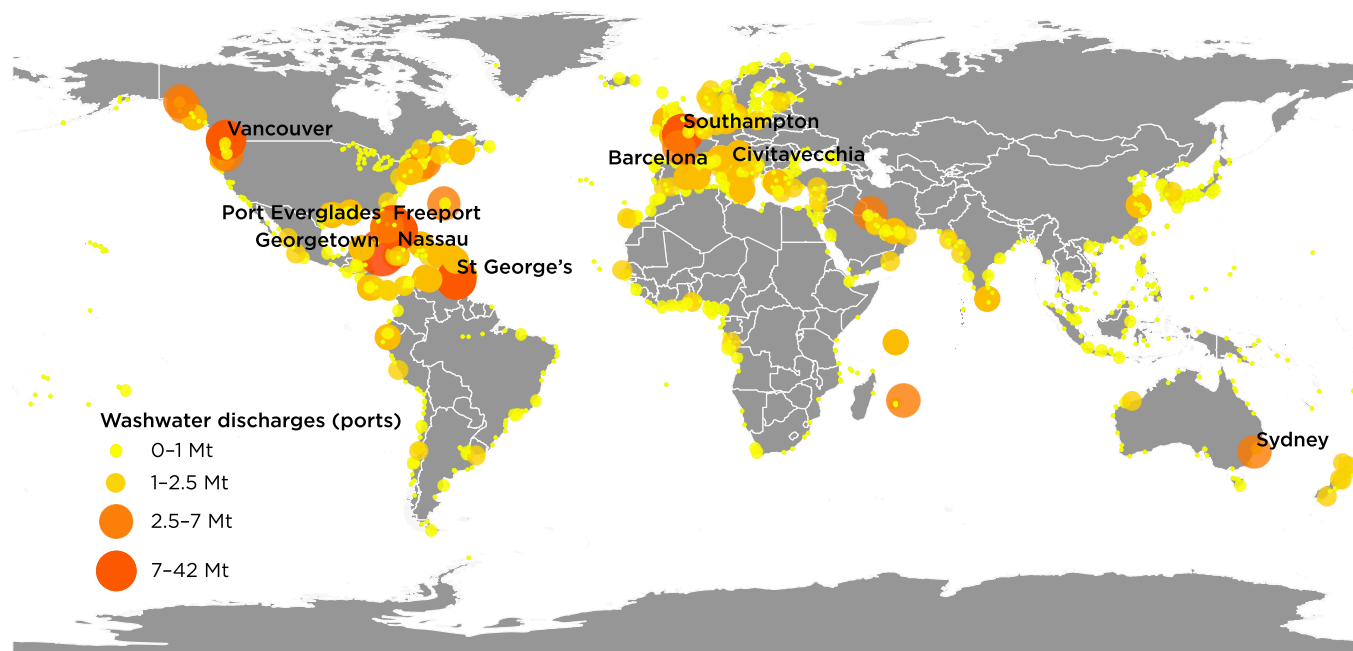 Vancouver
Southampton
Barcelona
Civitavecchia
Port Everglades
Freeport
Georgetown
Nassau
St George's
Washwater discharges (ports)
0–1 Mt
1–2.5 Mt
2.5–7 Mt
7–42 Mt
Sydney